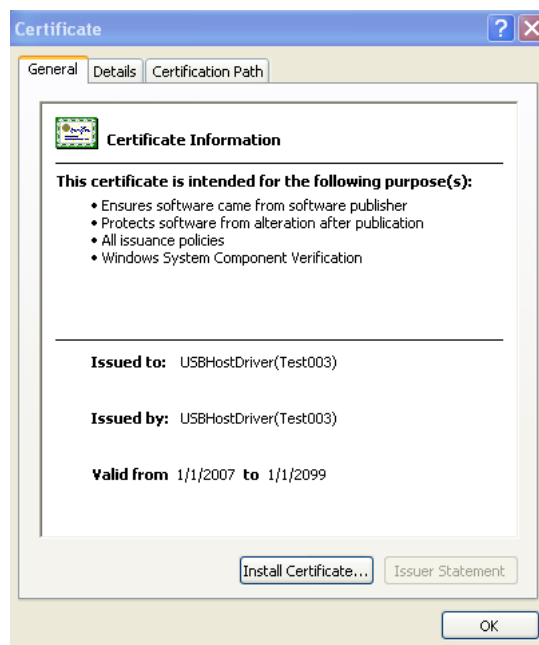 Certificate
General Details Certification Path
Certificate Information
This certificate is intended for the following purpose(s):
• Ensures software came from software publisher
• Protects software from alteration after publication
• All issuance policies
• Windows System Component Verification
Issued to: USBHostDriver(Test003)
Issued by: USBHostDriver(Test003)
Valid from 1/1/2007 to 1/1/2099
Install Certificate... Issuer Statement
OK